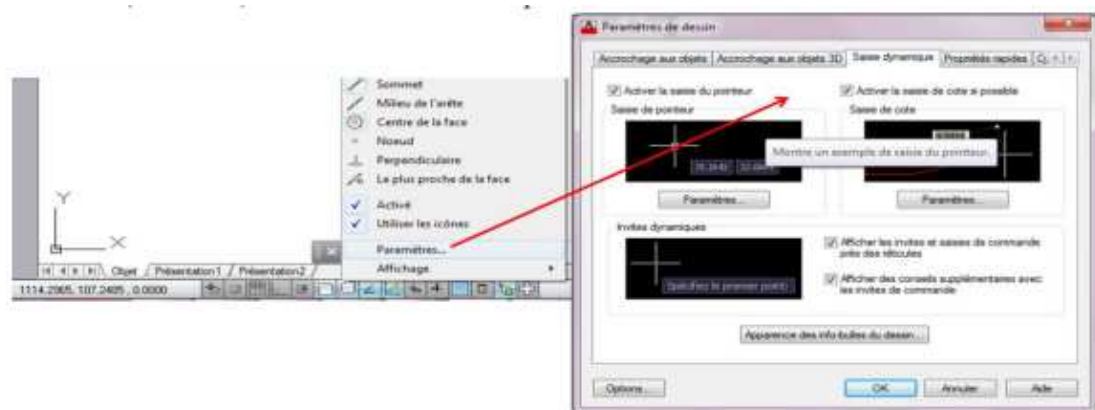 Sommet
Milieu de l'arête
Centre de la face
Noeud
Perpendiculaire
Le plus proche de la face
Activé
Utiliser les icônes
Paramètres...
Affichage
Y
X
Objet / Présentation1 / Présentation2
1114.2965, 107.2485 , 0.0000
Paramètres de dessin
Accrochage aux objets
Accrochage aux objets 3D
Saisie dynamique
Propriétés rapides
Activer la saisie du pointeur
Activer la saisie de cote si possible
Saisie de pointeur
Saisie de cote
Montre un exemple de saisie du pointeur.
Paramètres...
Paramètres...
Invites dynamiques
Spécifiez le premier point:
Afficher les invites et saisies de commande
près des réticules
Afficher des conseils supplémentaires avec
les invites de commande
Apparence des info-bulles du dessin...
Options...
OK
Annuler
Aide